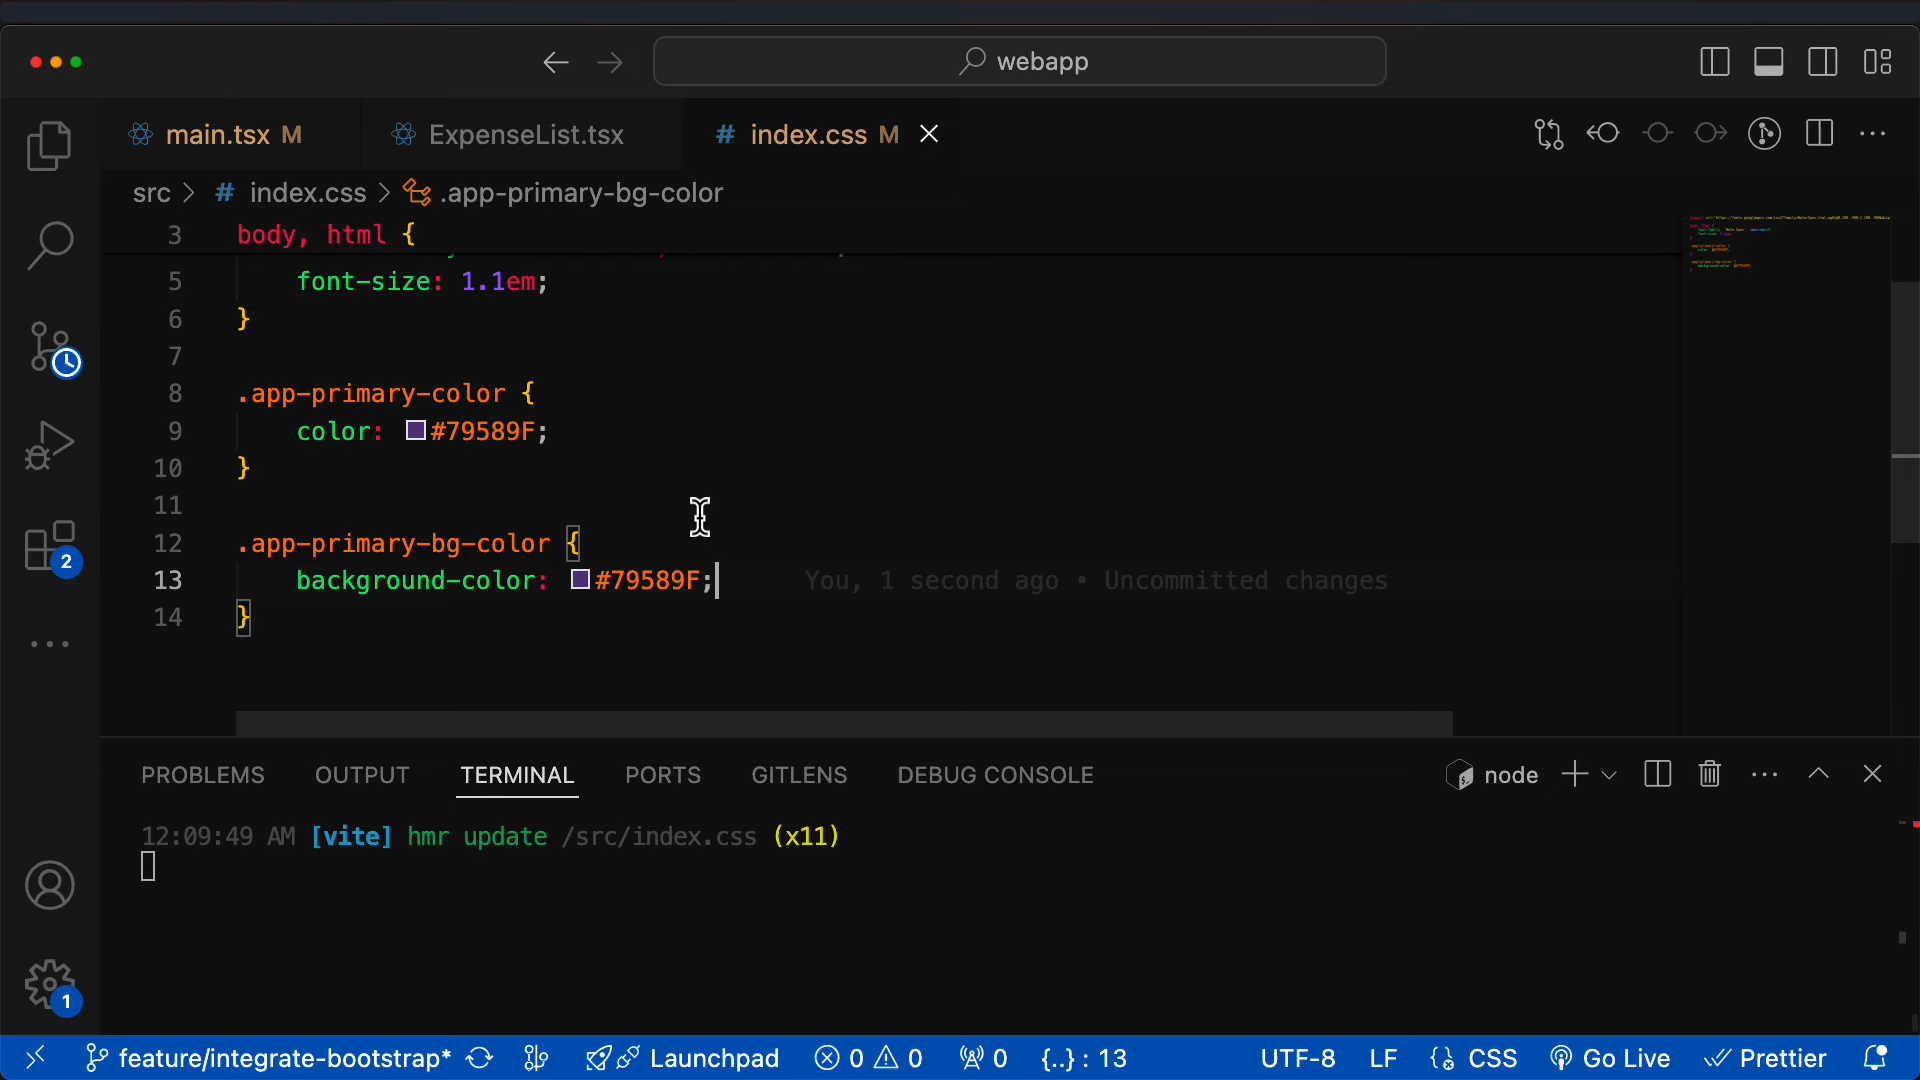 webapp
main.tsx M
ExpenseList.tsx
# index.css M
src > # index.css > .app-primary-bg-color
3 body, html {
5 font-size: 1.1em;
6 }
7
8 .app-primary-color {
9 color: #79589F;
10 }
11
12 .app-primary-bg-color {
13 background-color: #79589F; You, 1 second ago • Uncommitted changes
14 }
2
1
PROBLEMS OUTPUT TERMINAL PORTS GITLENS DEBUG CONSOLE
node
12:09:49 AM [vite] hmr update /src/index.css (x11)
feature/integrate-bootstrap* Launchpad 0 0 0 {..} : 13 UTF-8 LF CSS Go Live Prettier